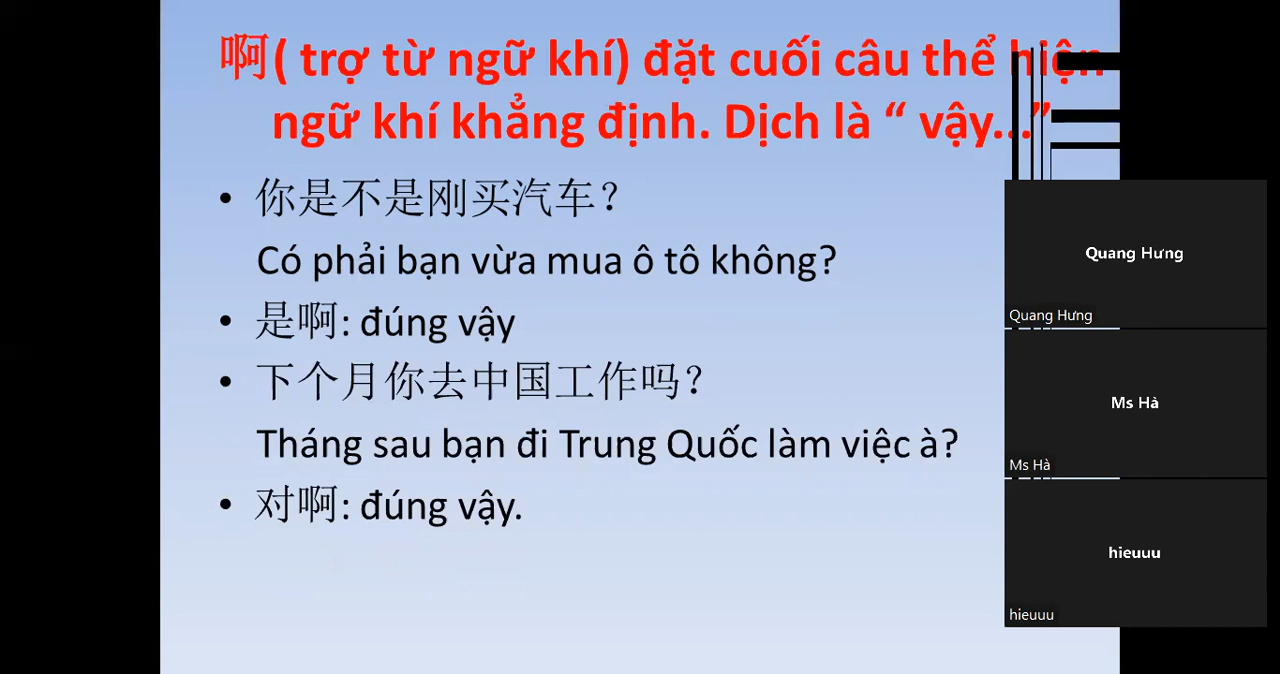 啊( trợ từ ngữ khí) đặt cuối câu thể hiện
ngữ khí khẳng định. Dịch là “ vậy...”
• 你是不是刚买汽车？
Có phải bạn vừa mua ô tô không?
• 是啊: đúng vậy
• 下个月你去中国工作吗？
Tháng sau bạn đi Trung Quốc làm việc à?
• 对啊: đúng vậy.
Quang Hưng
Quang Hưng
Ms Hà
Ms Hà
hieuuu
hieuuu